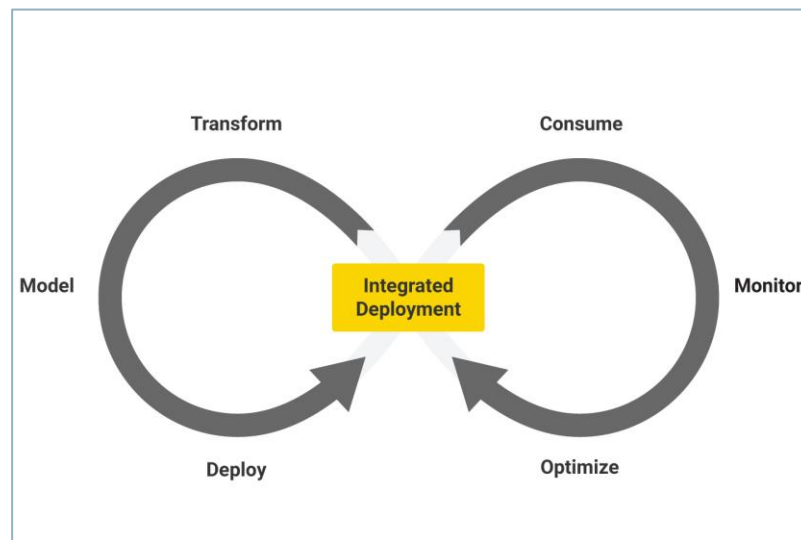 Transform
Consume
Model
Integrated
Deployment
Monitor
Deploy
Optimize